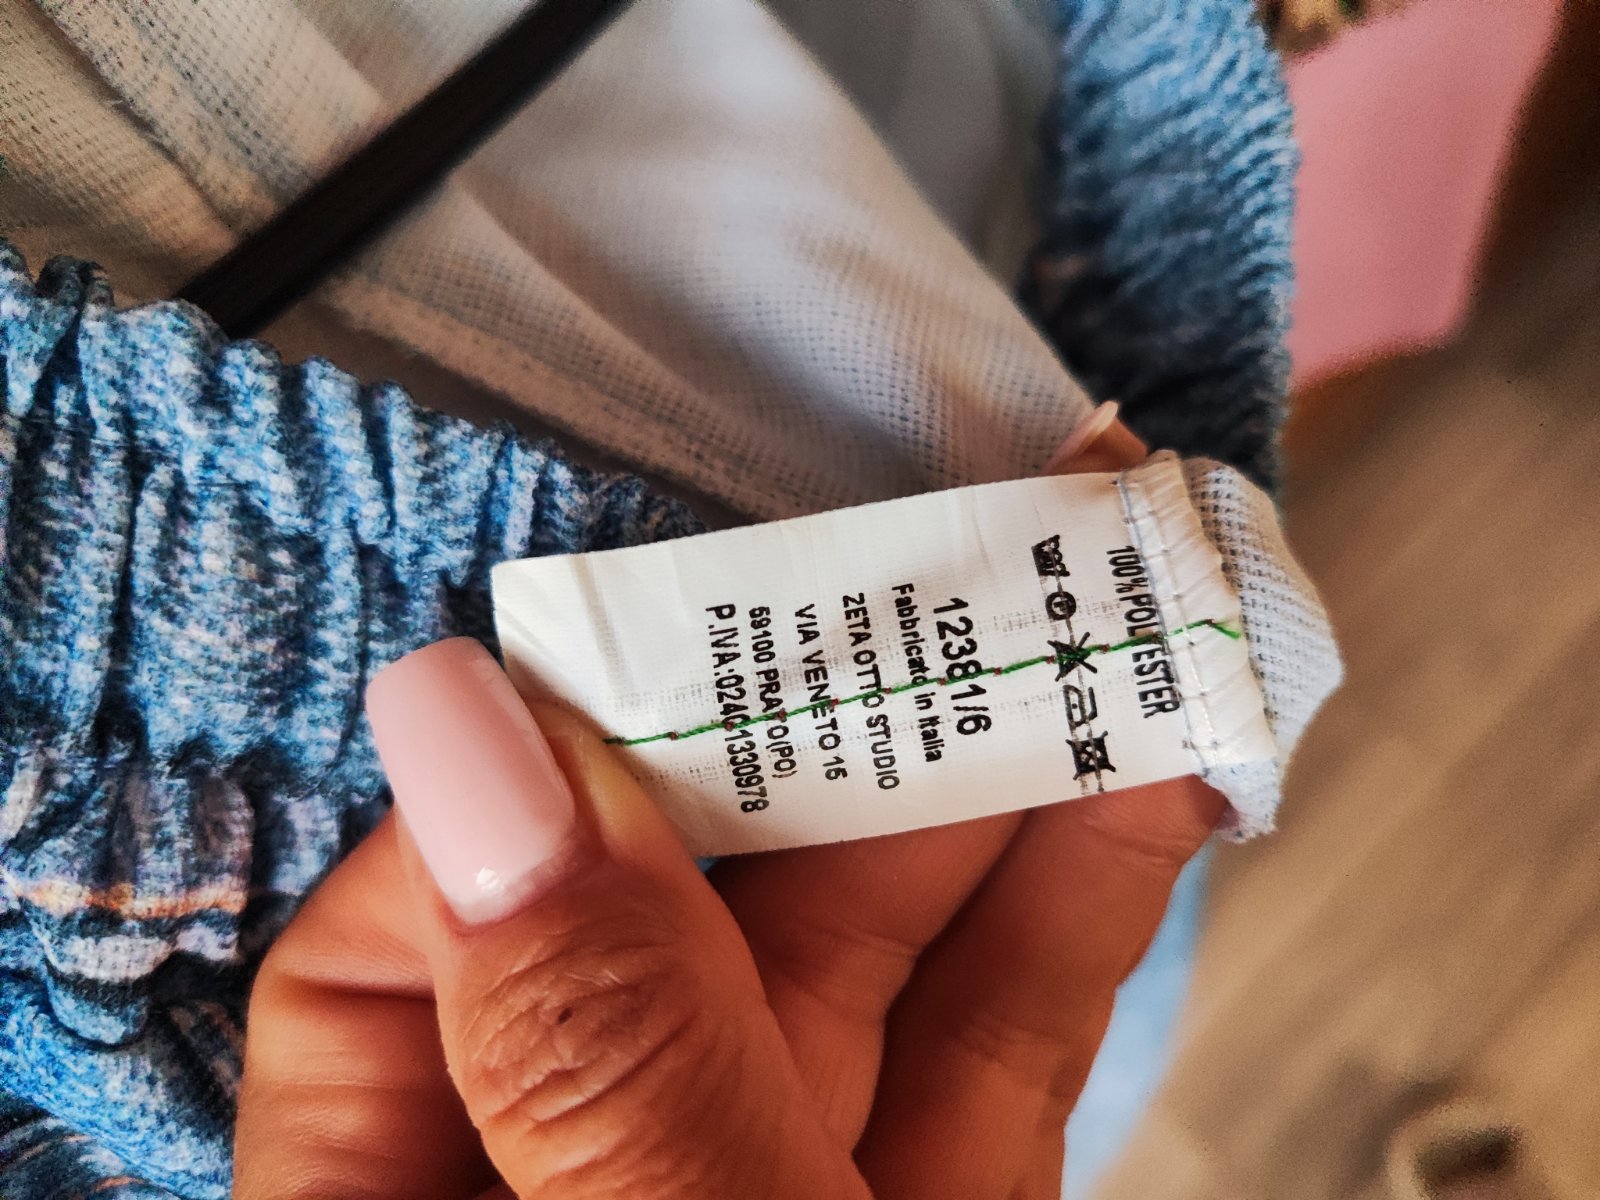 100% POLYESTER
12381/6
Fabbricato in Italia
ZETA OTTO STUDIO
VIA VENETO 15
59100 PRATO(PO)
P.IVA:02401330978